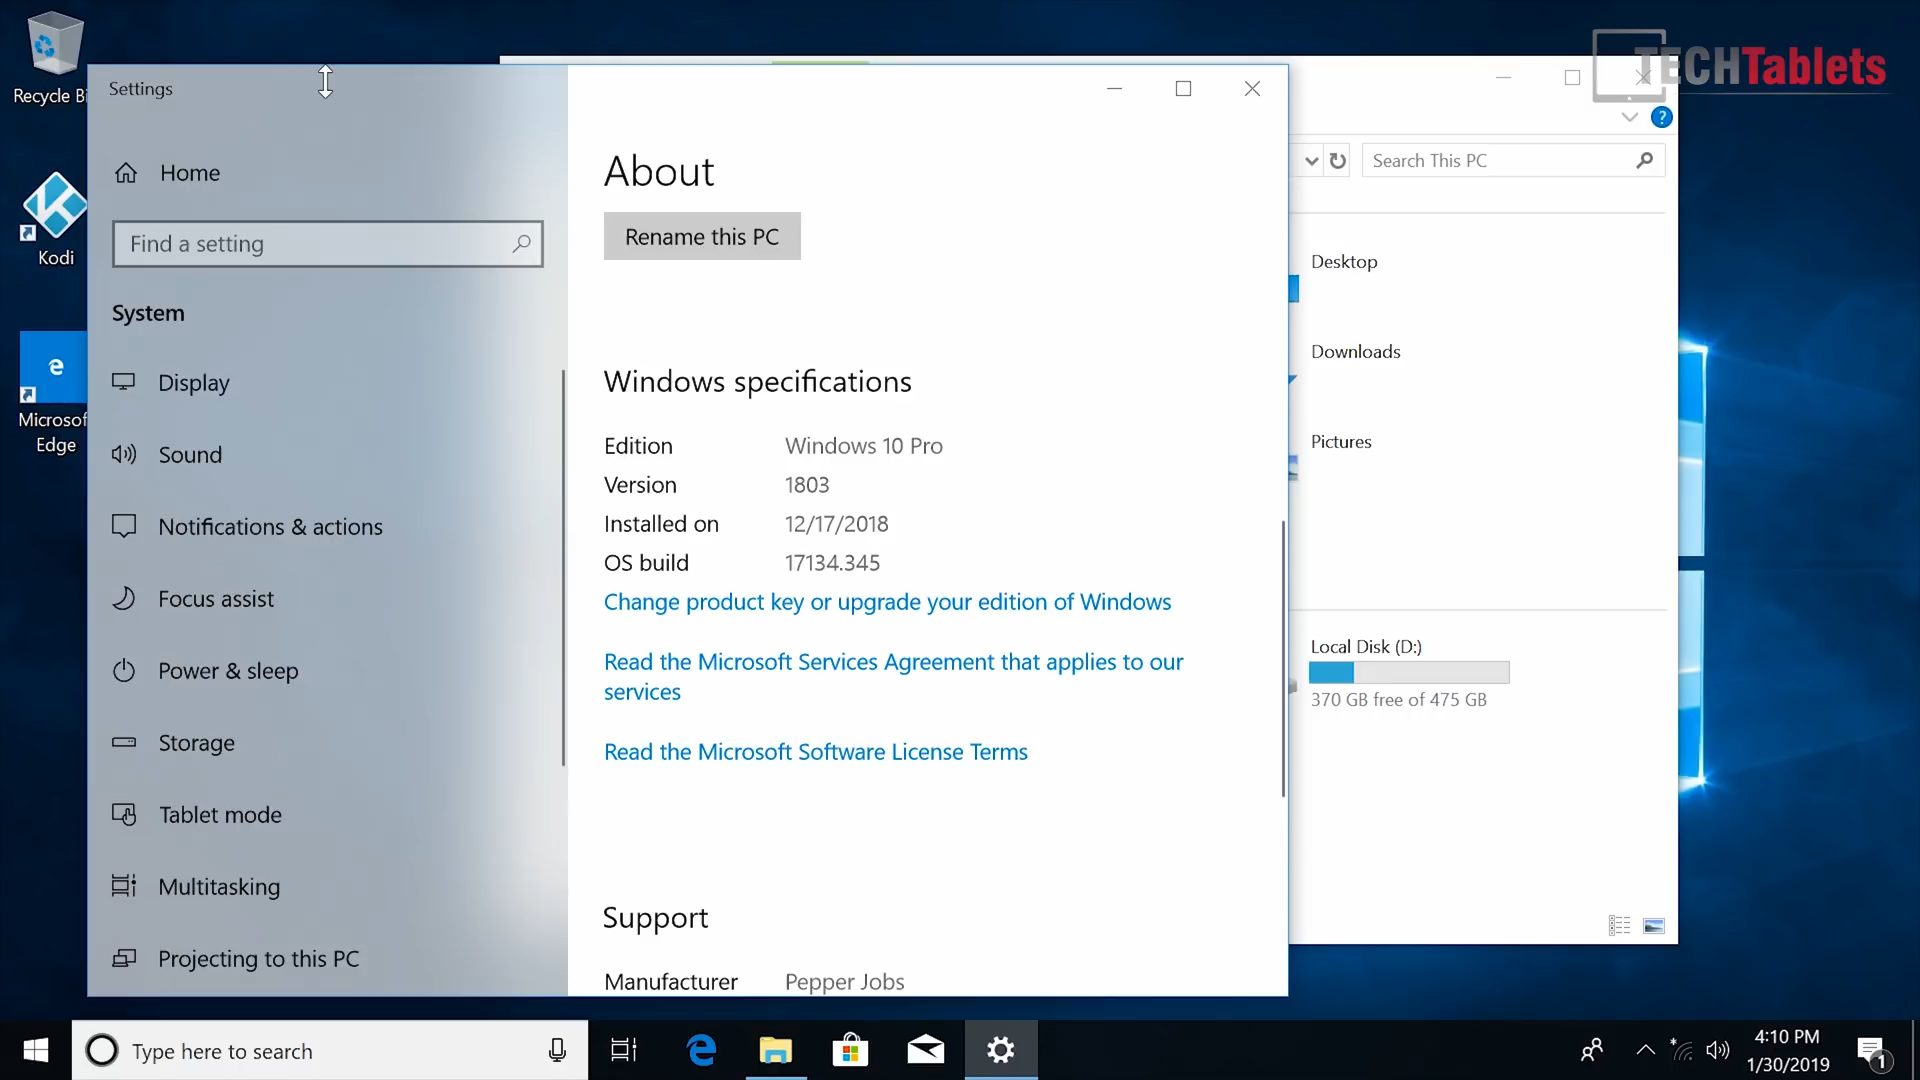 Recycle Bi
Kodi
Microsof
Edge
Settings
Home
Find a setting
System
Display
Sound
Notifications & actions
Focus assist
Power & sleep
Storage
Tablet mode
Multitasking
Projecting to this PC
About
Rename this PC
Windows specifications
Edition Windows 10 Pro
Version 1803
Installed on 12/17/2018
OS build 17134.345
Change product key or upgrade your edition of Windows
Read the Microsoft Services Agreement that applies to our
services
Read the Microsoft Software License Terms
Support
Manufacturer Pepper Jobs
TECHTablets
?
Search This PC
Desktop
Downloads
Pictures
Local Disk (D:)
370 GB free of 475 GB
Type here to search
4:10 PM
1/30/2019
1